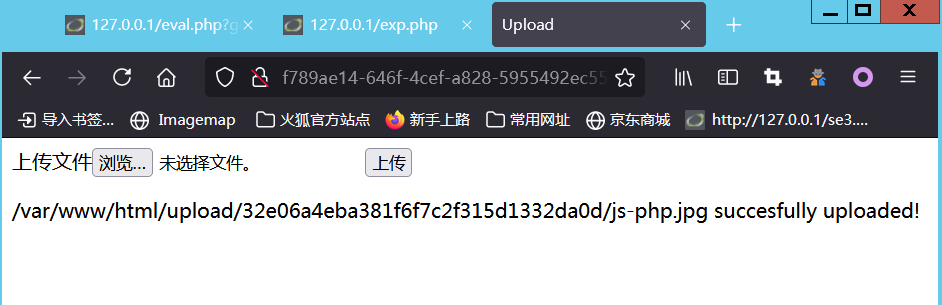 127.0.0.1/eval.php?g
127.0.0.1/exp.php
Upload
f789ae14-646f-4cef-a828-5955492ec55
导入书签...
Imagemap
火狐官方站点
新手上路
常用网址
京东商城
http://127.0.0.1/se3....
上传文件 浏览... 未选择文件。 上传
/var/www/html/upload/32e06a4eba381f6f7c2f315d1332da0d/js-php.jpg succesfully uploaded!